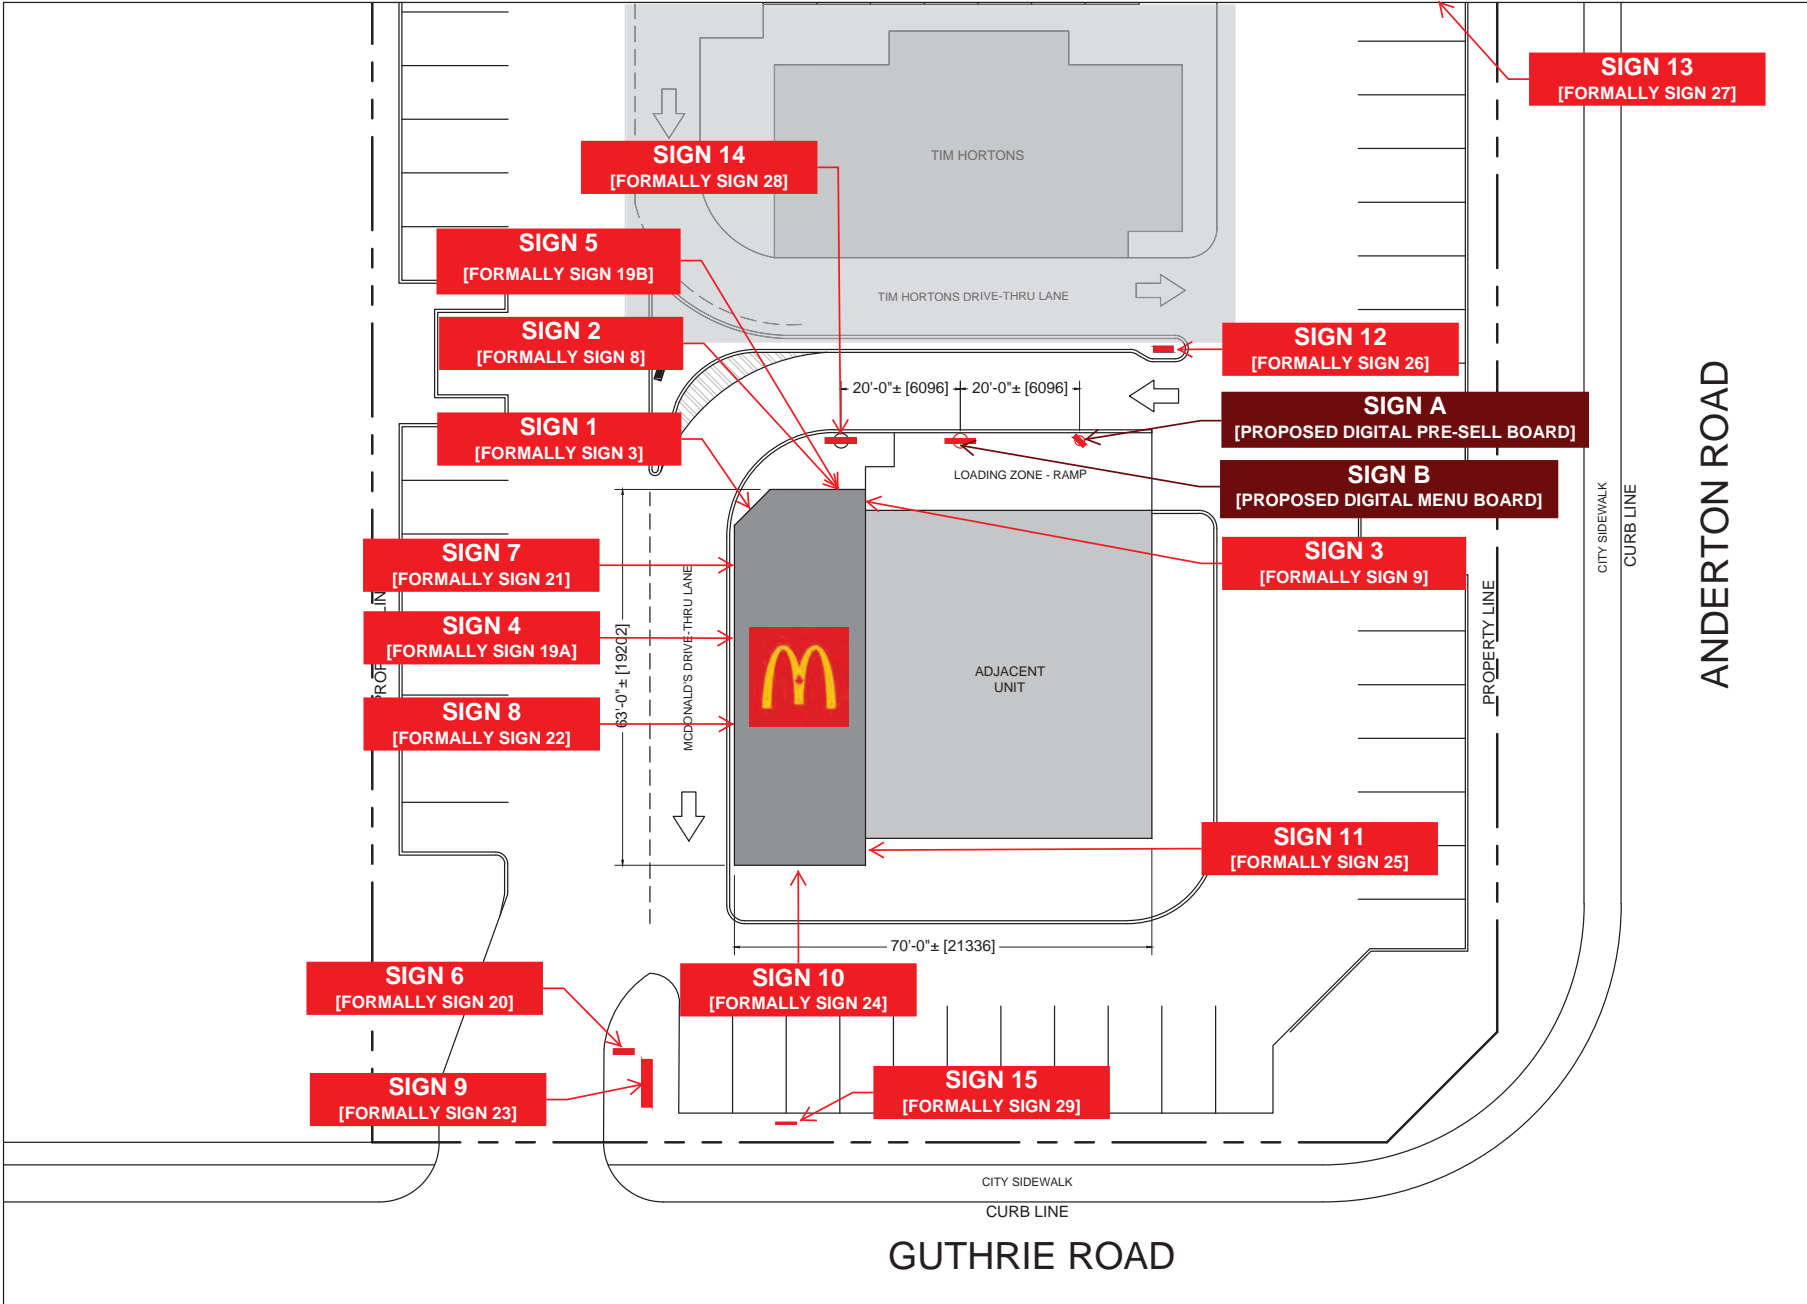 SIGN 13
[FORMALLY SIGN 27]
SIGN 14
[FORMALLY SIGN 28]
TIM HORTONS
SIGN 5
[FORMALLY SIGN 19B]
TIM HORTONS DRIVE-THRU LANE
SIGN 2
[FORMALLY SIGN 8]
SIGN 12
[FORMALLY SIGN 26]
20'-0"± [6096]
20'-0"± [6096]
SIGN A
[PROPOSED DIGITAL PRE-SELL BOARD]
SIGN 1
[FORMALLY SIGN 3]
LOADING ZONE - RAMP
SIGN B
[PROPOSED DIGITAL MENU BOARD]
SIGN 7
[FORMALLY SIGN 21]
SIGN 3
[FORMALLY SIGN 9]
SIGN 4
[FORMALLY SIGN 19A]
SIGN 8
[FORMALLY SIGN 22]
63'-0"± [19202]
MCDONALD'S DRIVE-THRU LANE
ADJACENT
UNIT
PROPERTY LINE
CITY SIDEWALK
CURB LINE
ANDERTON ROAD
SIGN 11
[FORMALLY SIGN 25]
70'-0"± [21336]
SIGN 6
[FORMALLY SIGN 20]
SIGN 10
[FORMALLY SIGN 24]
SIGN 9
[FORMALLY SIGN 23]
SIGN 15
[FORMALLY SIGN 29]
CITY SIDEWALK
CURB LINE
GUTHRIE ROAD